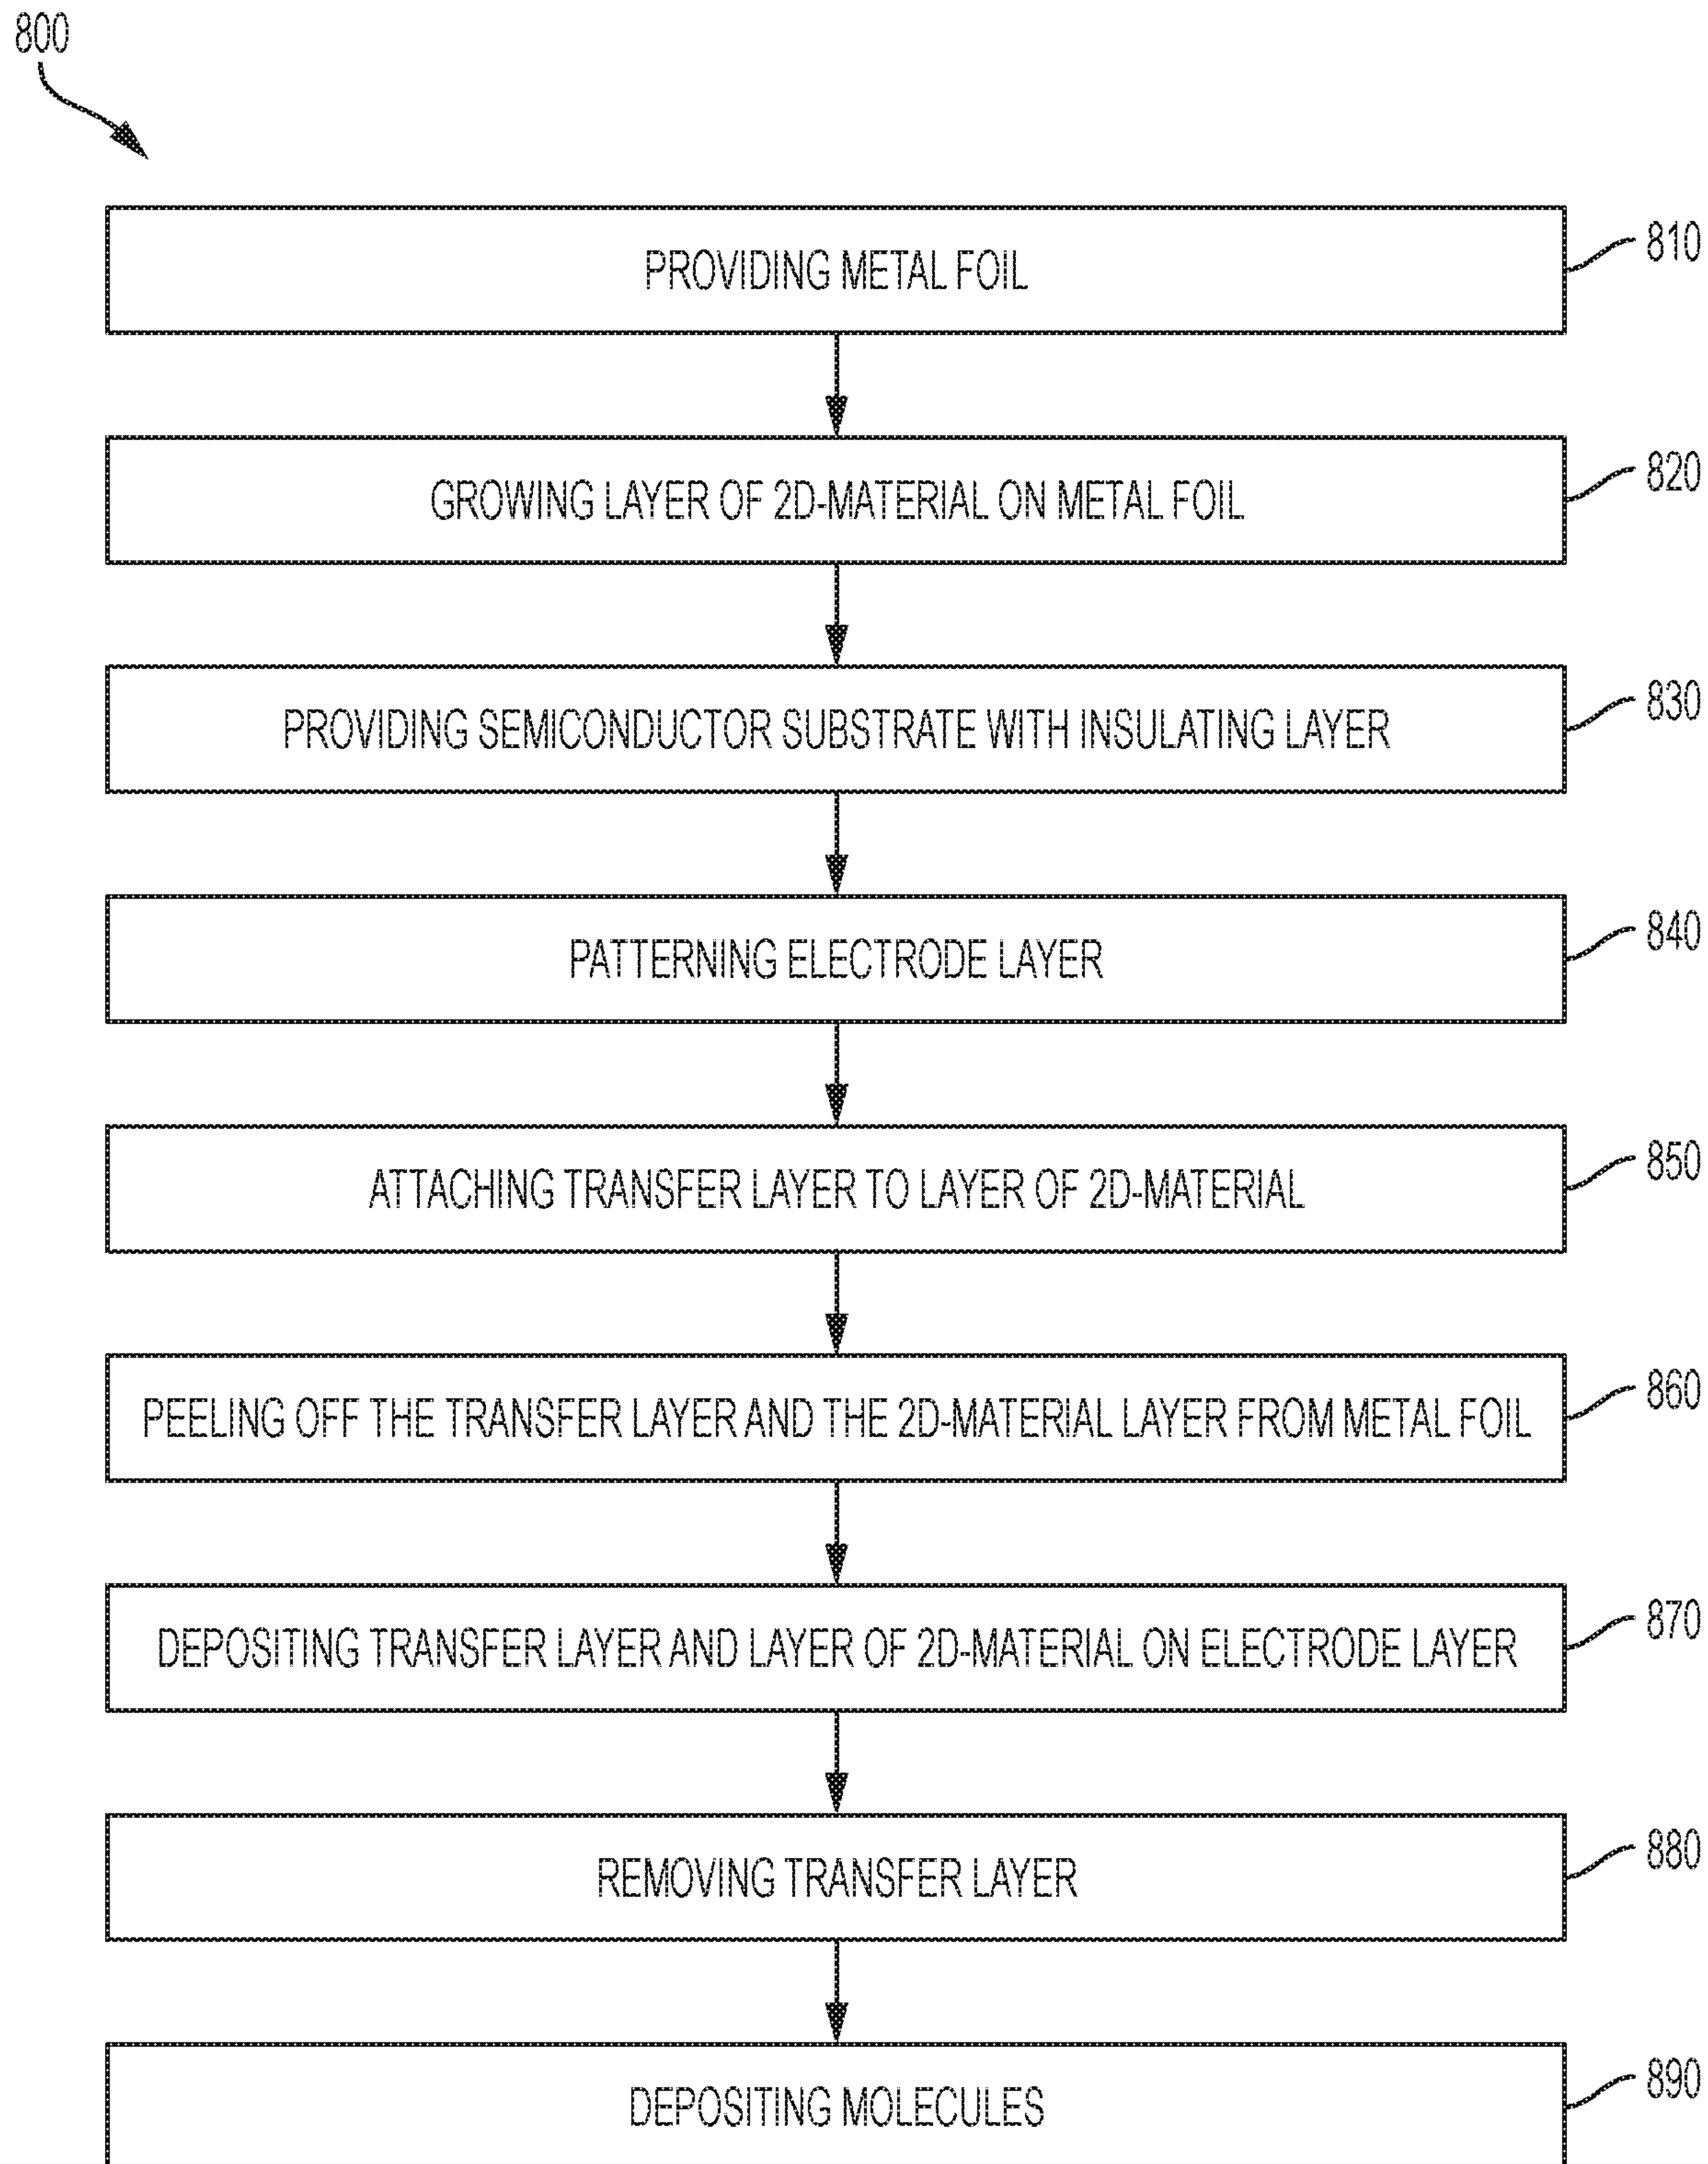 800
PROVIDING METAL FOIL
810
GROWING LAYER OF 2D-MATERIAL ON METAL FOIL
820
PROVIDING SEMICONDUCTOR SUBSTRATE WITH INSULATING LAYER
830
PATTERNING ELECTRODE LAYER
840
ATTACHING TRANSFER LAYER TO LAYER OF 2D-MATERIAL
850
PEELING OFF THE TRANSFER LAYER AND THE 2D-MATERIAL LAYER FROM METAL FOIL
860
DEPOSITING TRANSFER LAYER AND LAYER OF 2D-MATERIAL ON ELECTRODE LAYER
870
REMOVING TRANSFER LAYER
880
DEPOSITING MOLECULES
890